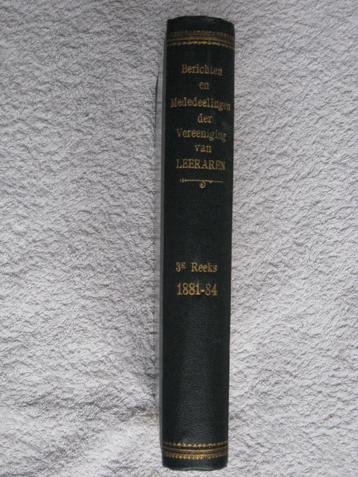 Berichten
en
Mededeelingen
der
Vereeniging
van
LEERAREN
3e Reeks
1881-84